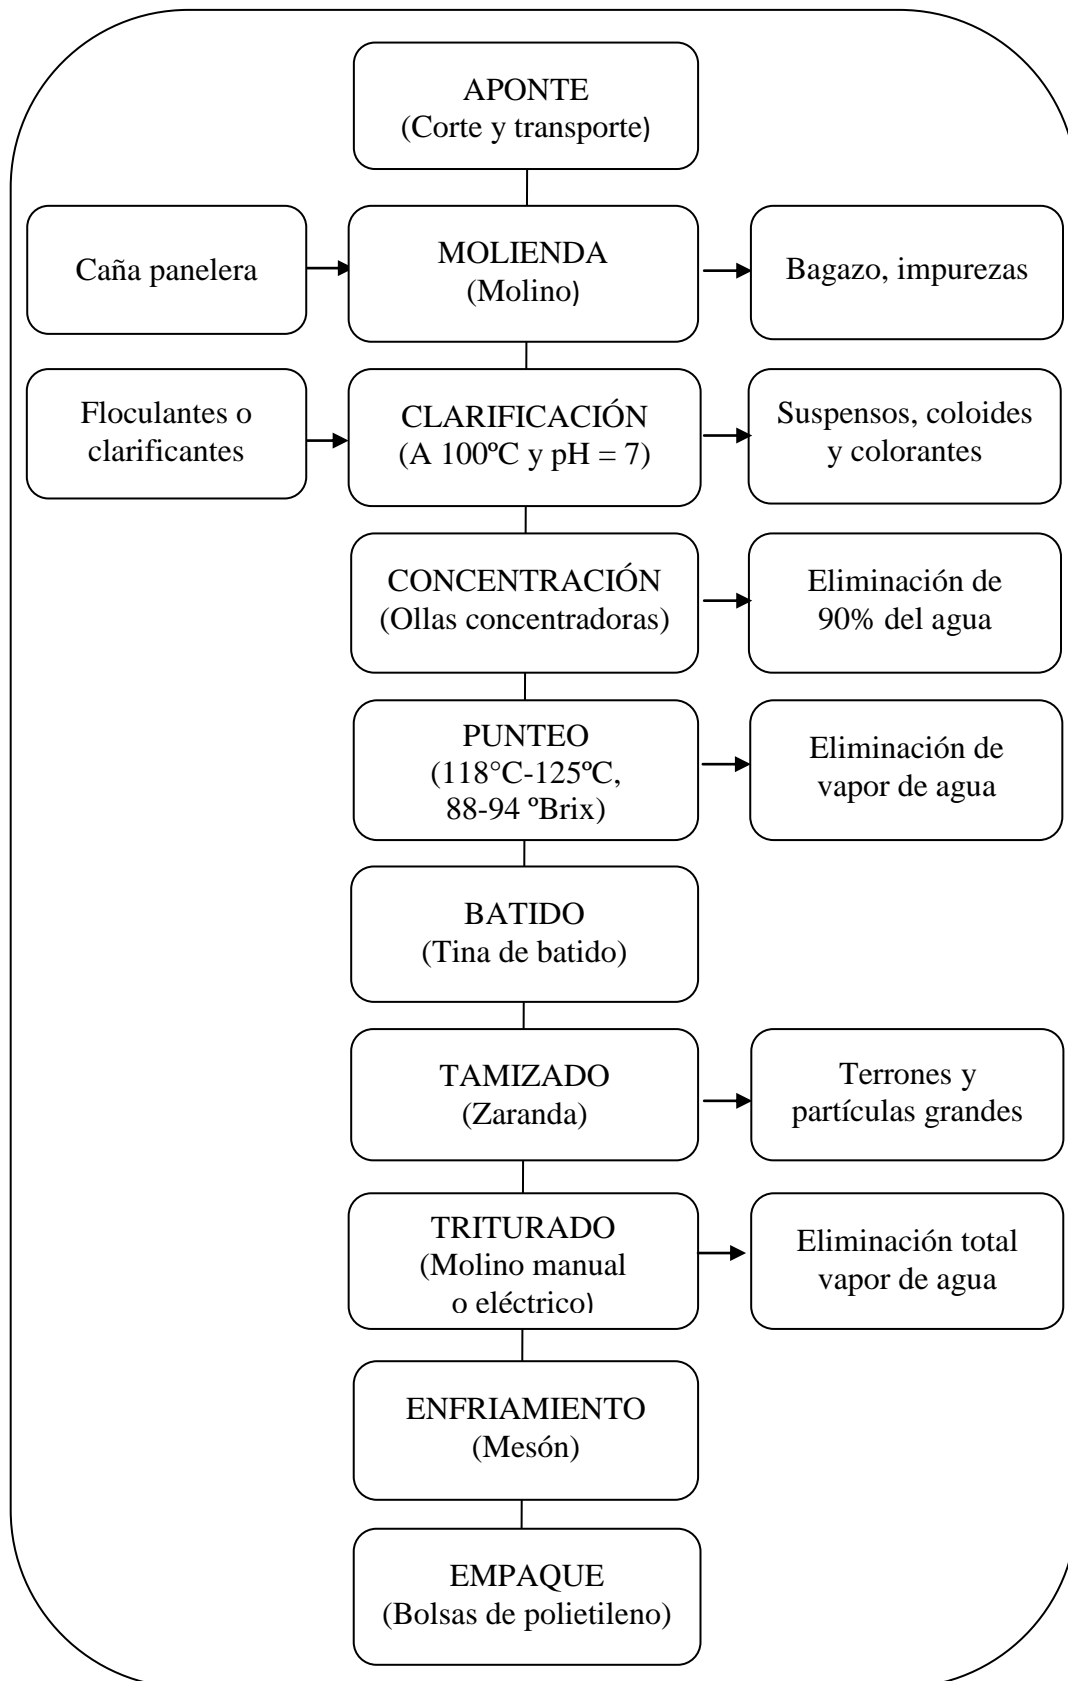 APONTE
(Corte y transporte)
Caña panelera
MOLIENDA
(Molino)
Bagazo, impurezas
Floculantes o
clarificantes
CLARIFICACIÓN
(A 100ºC y pH = 7)
Suspensos, coloides
y colorantes
CONCENTRACIÓN
(Ollas concentradoras)
Eliminación de
90% del agua
PUNTEO
(118°C-125ºC,
88-94 ºBrix)
Eliminación de
vapor de agua
BATIDO
(Tina de batido)
TAMIZADO
(Zaranda)
Terrones y
partículas grandes
TRITURADO
(Molino manual
o eléctrico)
Eliminación total
vapor de agua
ENFRIAMIENTO
(Mesón)
EMPAQUE
(Bolsas de polietileno)